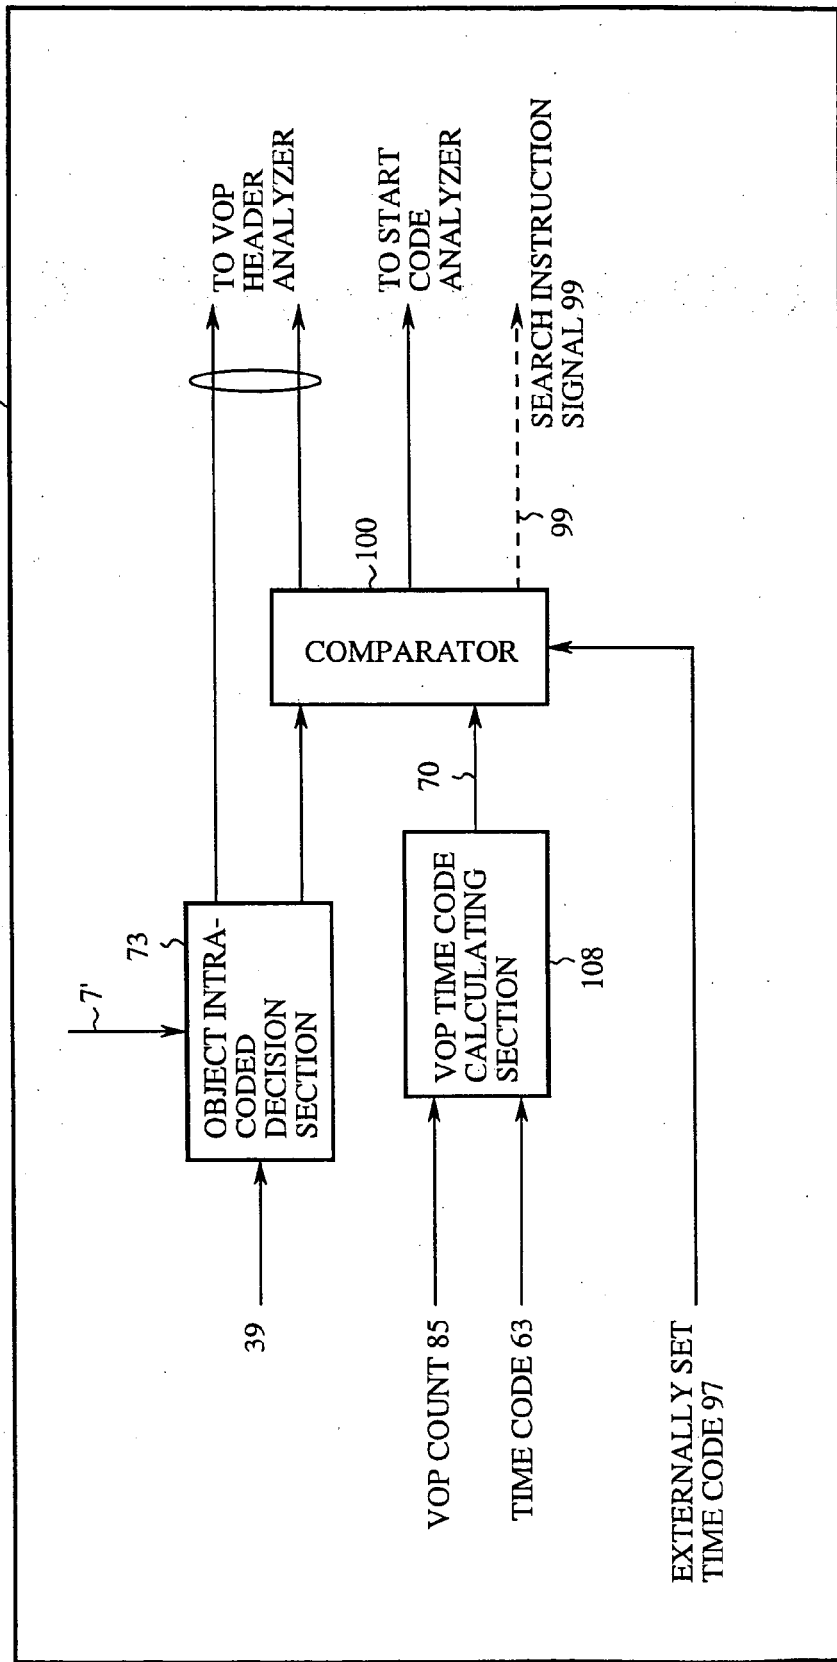 7'
73
39
OBJECT INTRA-
CODED
DECISION
SECTION
VOP COUNT 85
TIME CODE 63
VOP TIME CODE
CALCULATING
SECTION
108
70
EXTERNALLY SET
TIME CODE 97
COMPARATOR
100
TO VOP
HEADER
ANALYZER
TO START
CODE
ANALYZER
99
SEARCH INSTRUCTION
SIGNAL 99